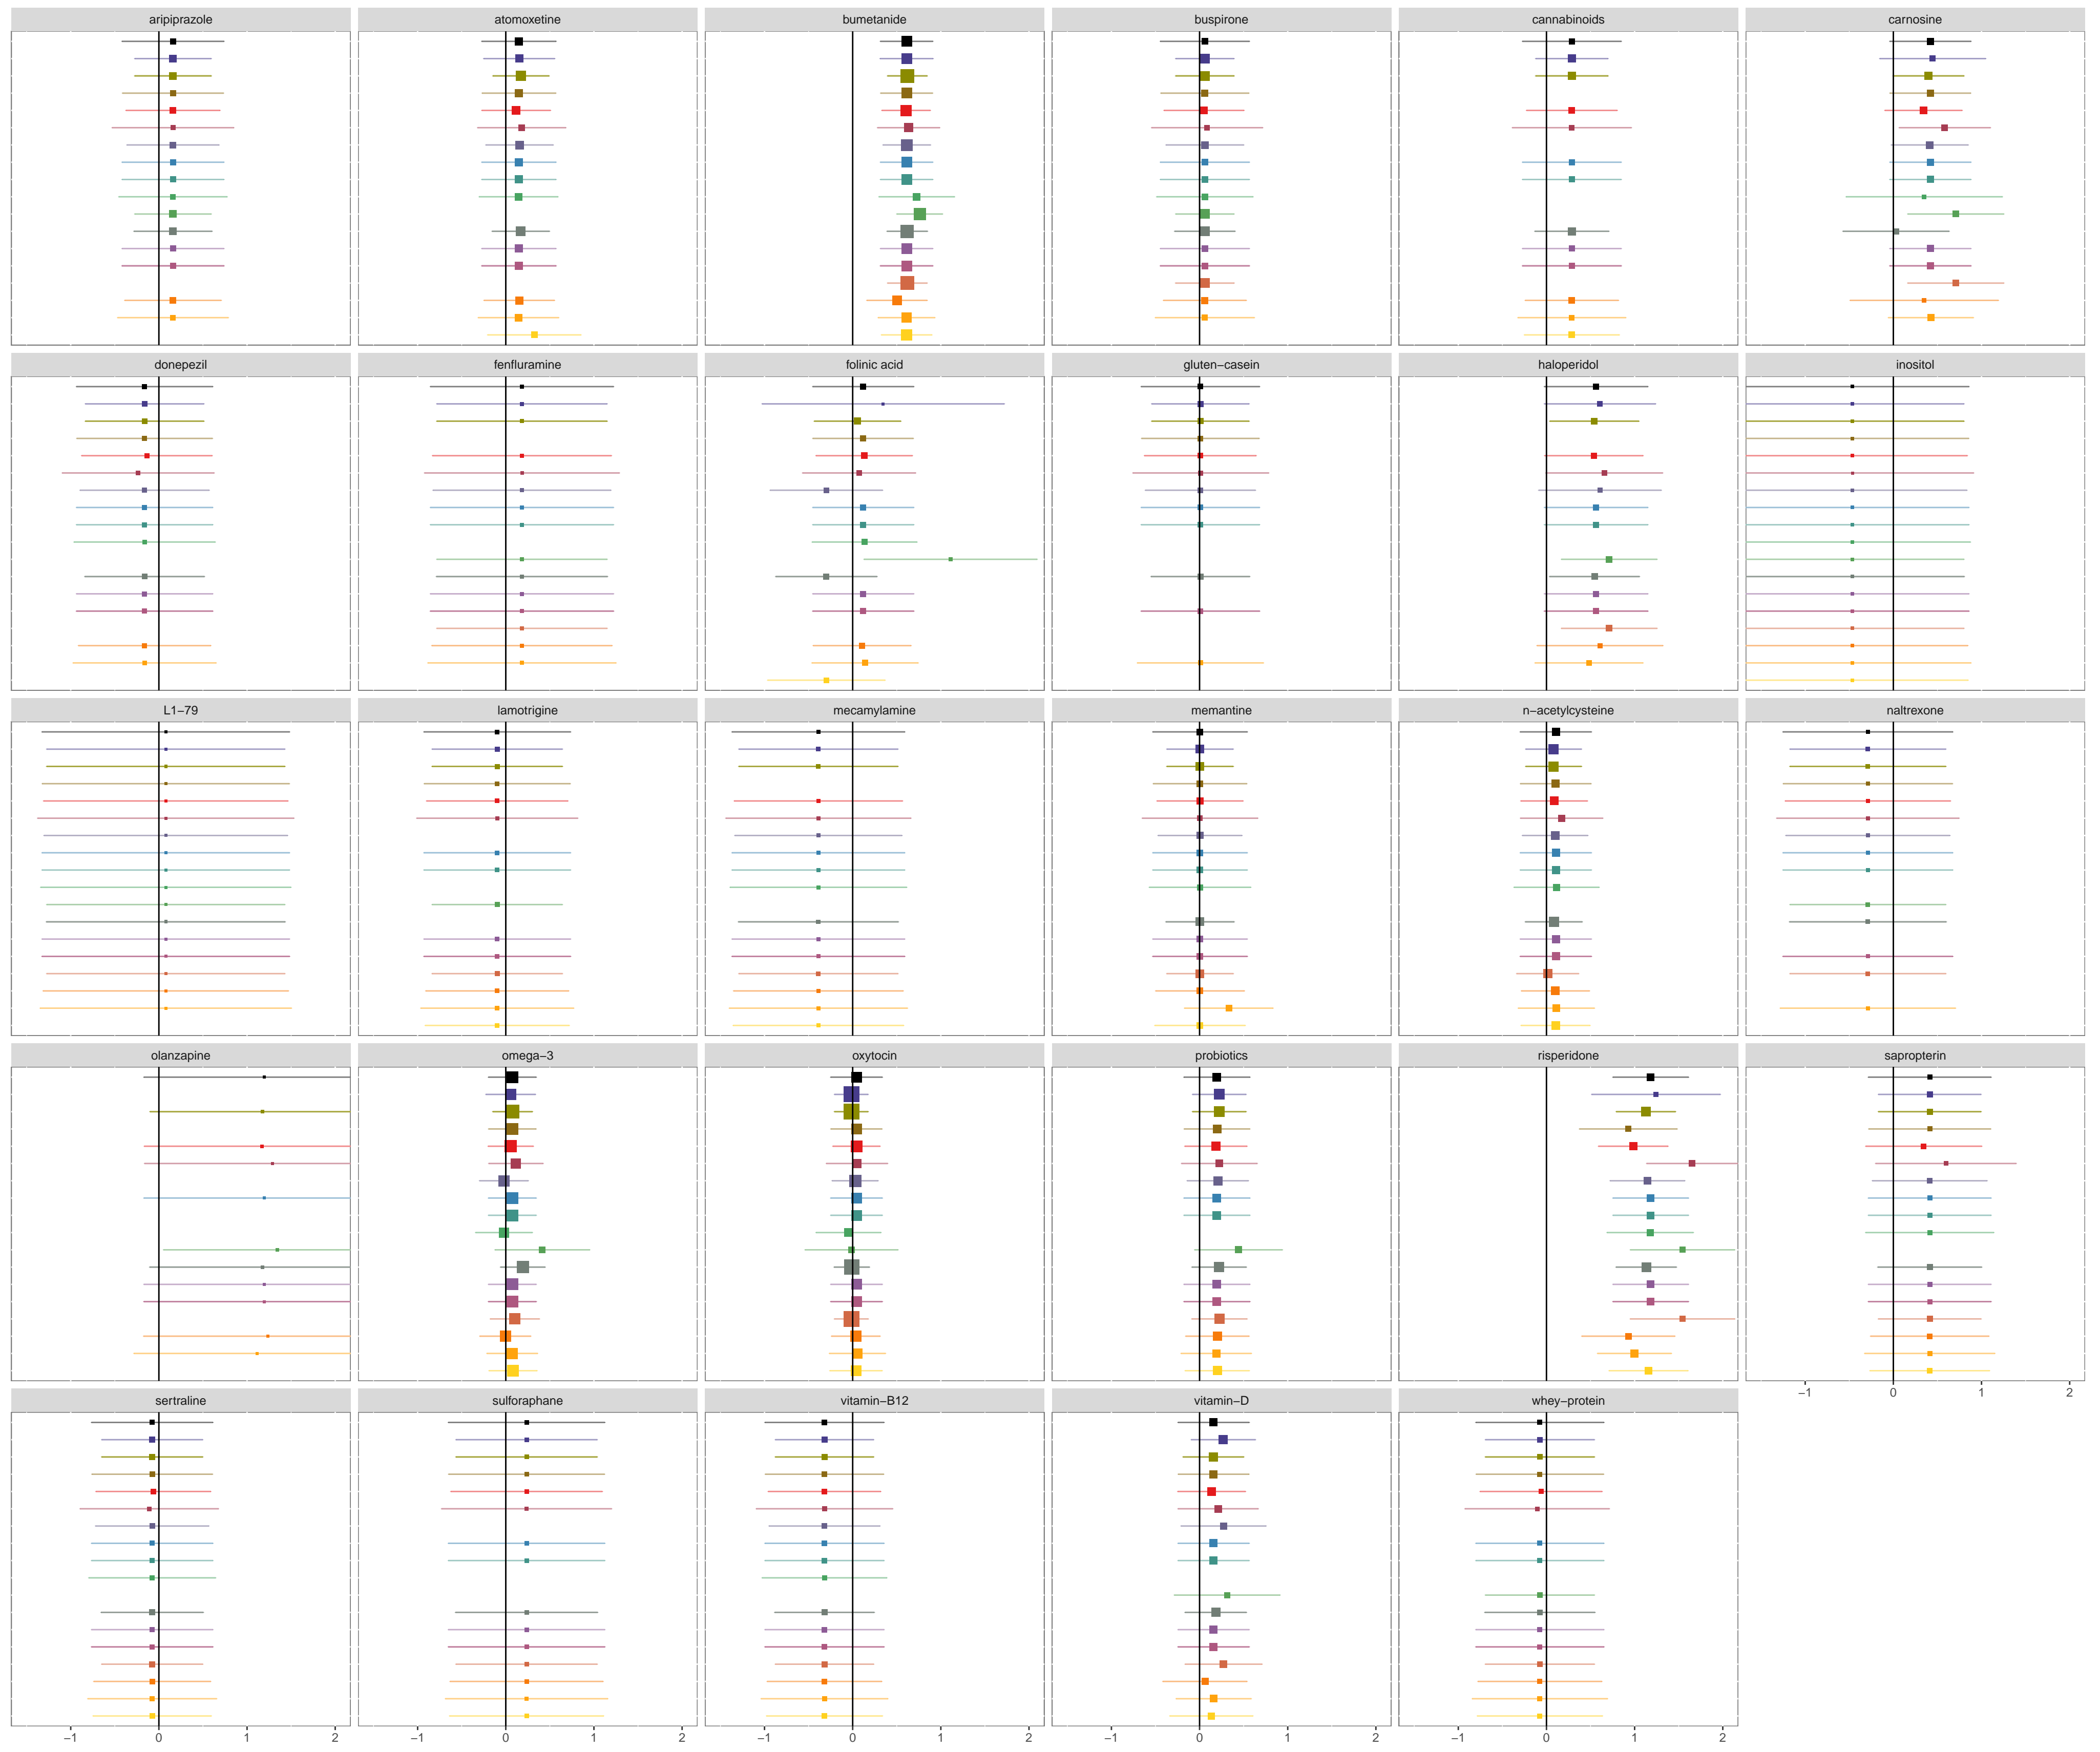 aripiprazole atomoxetine bumetanide buspirone cannabinoids carnosine
donepezil fenfluramine folinic acid gluten−casein haloperidol inositol
L1−79 lamotrigine mecamylamine memantine n−acetylcysteine naltrexone
olanzapine omega−3 oxytocin probiotics risperidone sapropterin
−1 0 1 2
sertraline sulforaphane vitamin−B12 vitamin−D whey−protein
−1 0 1 2 −1 0 1 2 −1 0 1 2 −1 0 1 2 −1 0 1 2